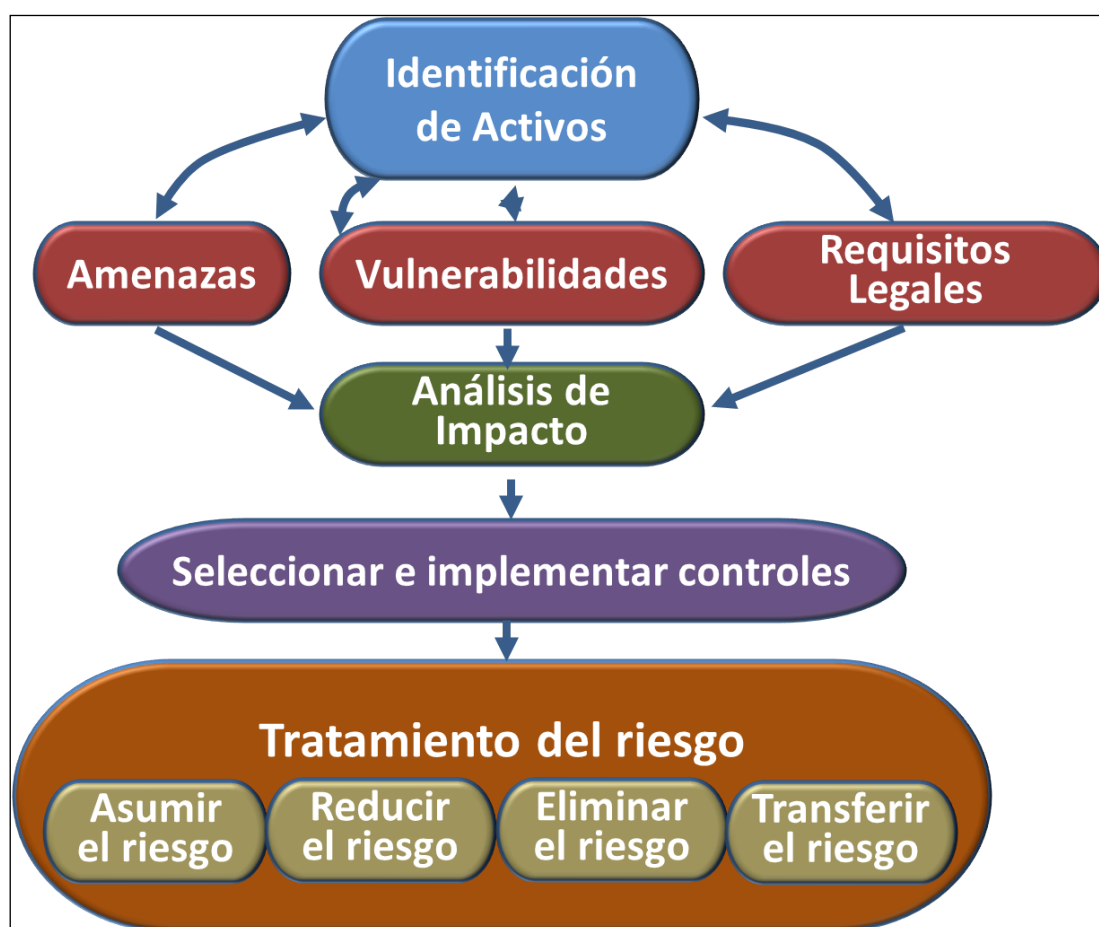 Identificación
de Activos
Amenazas
Vulnerabilidades
Requisitos
Legales
Análisis de
Impacto
Seleccionar e implementar controles
Tratamiento del riesgo
Asumir
el riesgo
Reducir
el riesgo
Eliminar
el riesgo
Transferir
el riesgo